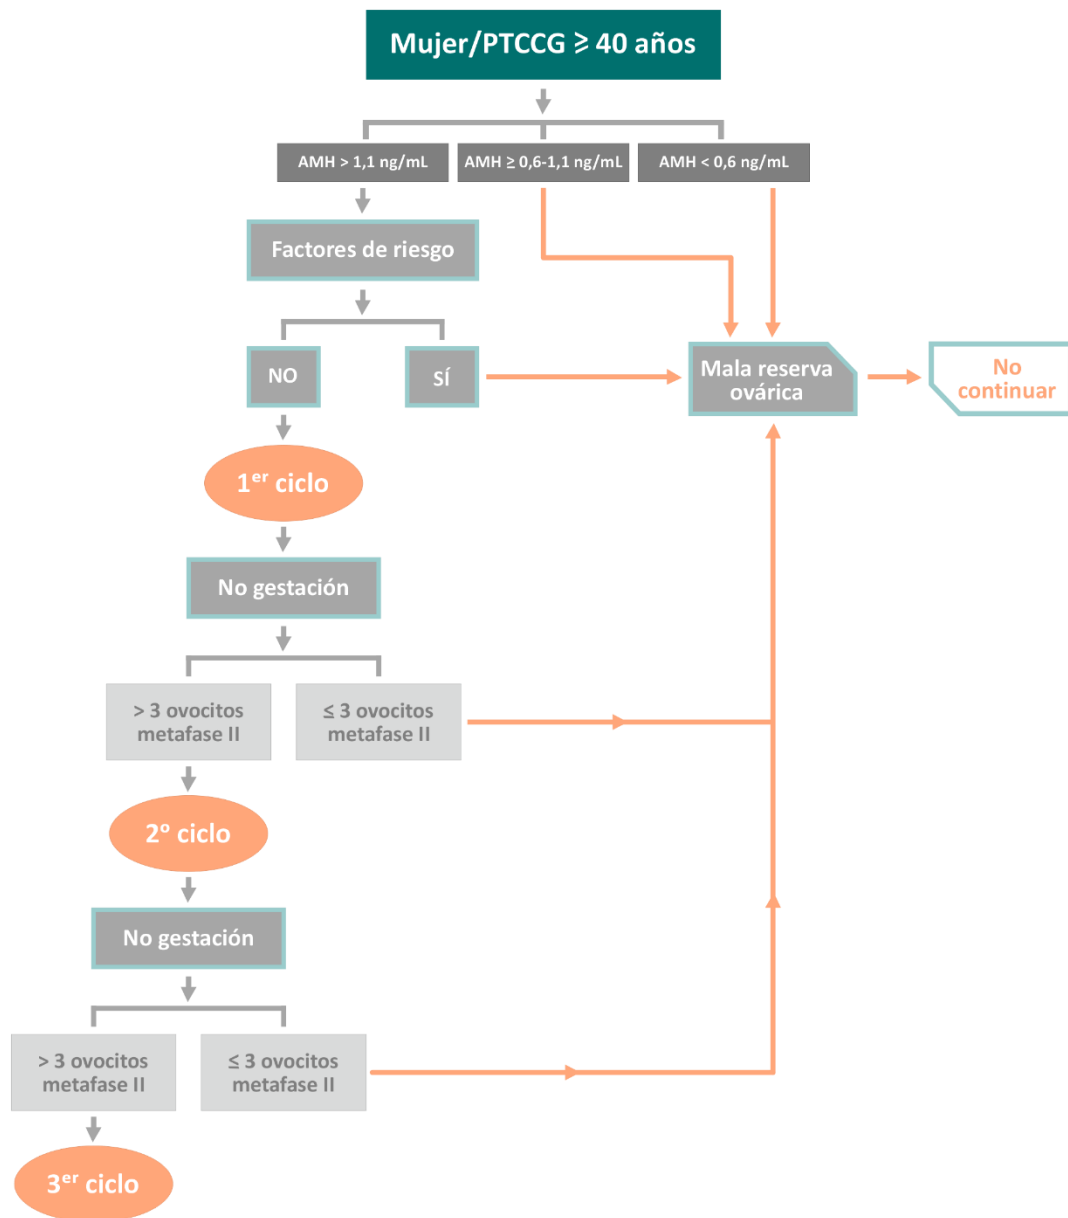 Mujer/PTCCG ≥ 40 años
AMH > 1,1 ng/mL
AMH ≥ 0,6-1,1 ng/mL
AMH < 0,6 ng/mL
Factores de riesgo
NO
SÍ
Mala reserva
ovárica
No
continuar
1er ciclo
No gestación
> 3 ovocitos
metafase II
≤ 3 ovocitos
metafase II
2º ciclo
No gestación
> 3 ovocitos
metafase II
≤ 3 ovocitos
metafase II
3er ciclo